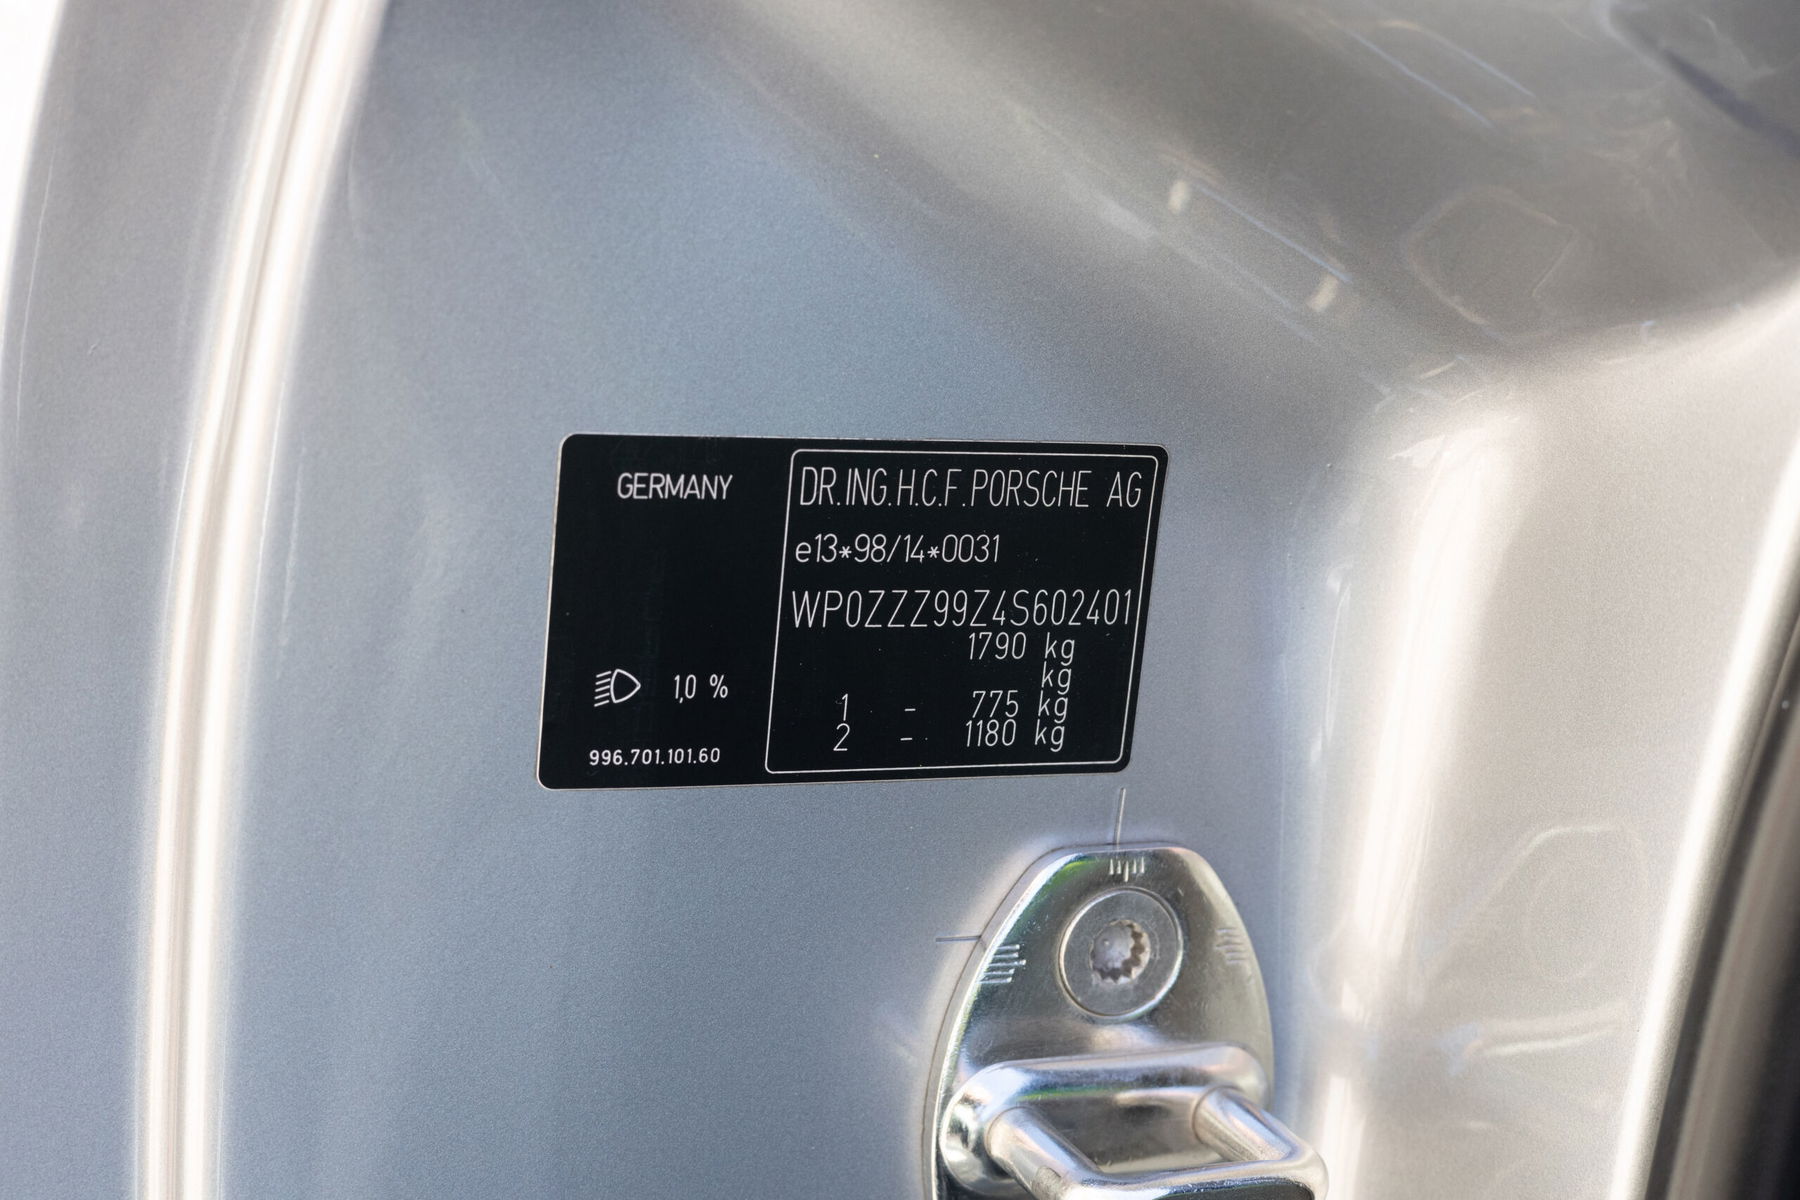 GERMANY
1,0 %
996.701.101.60
DR.ING.H.C.F.PORSCHE AG
e13*98/14*0031
WP0ZZZ99Z4S602401
1790 kg
kg
1 - 775 kg
2 - 1180 kg